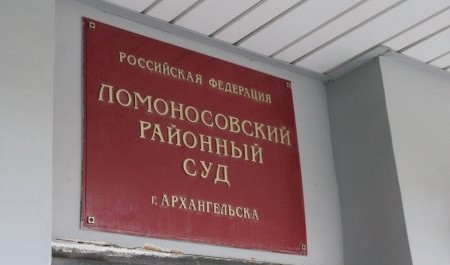 РОССИЙСКАЯ ФЕДЕРАЦИЯ
ЛОМОНОСОВСКИЙ
РАЙОННЫЙ
СУД
г. АРХАНГЕЛЬСКА